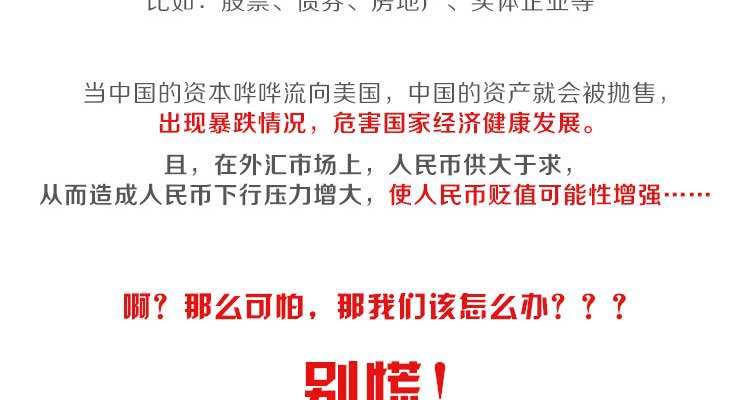 比如：股票、债券、房地产、实体企业等
当中国的资本哗哗流向美国，中国的资产就会被抛售，
出现暴跌情况，危害国家经济健康发展。
且，在外汇市场上，人民币供大于求，
从而造成人民币下行压力增大，使人民币贬值可能性增强……
啊？那么可怕，那我们该怎么办？？？
别慌！